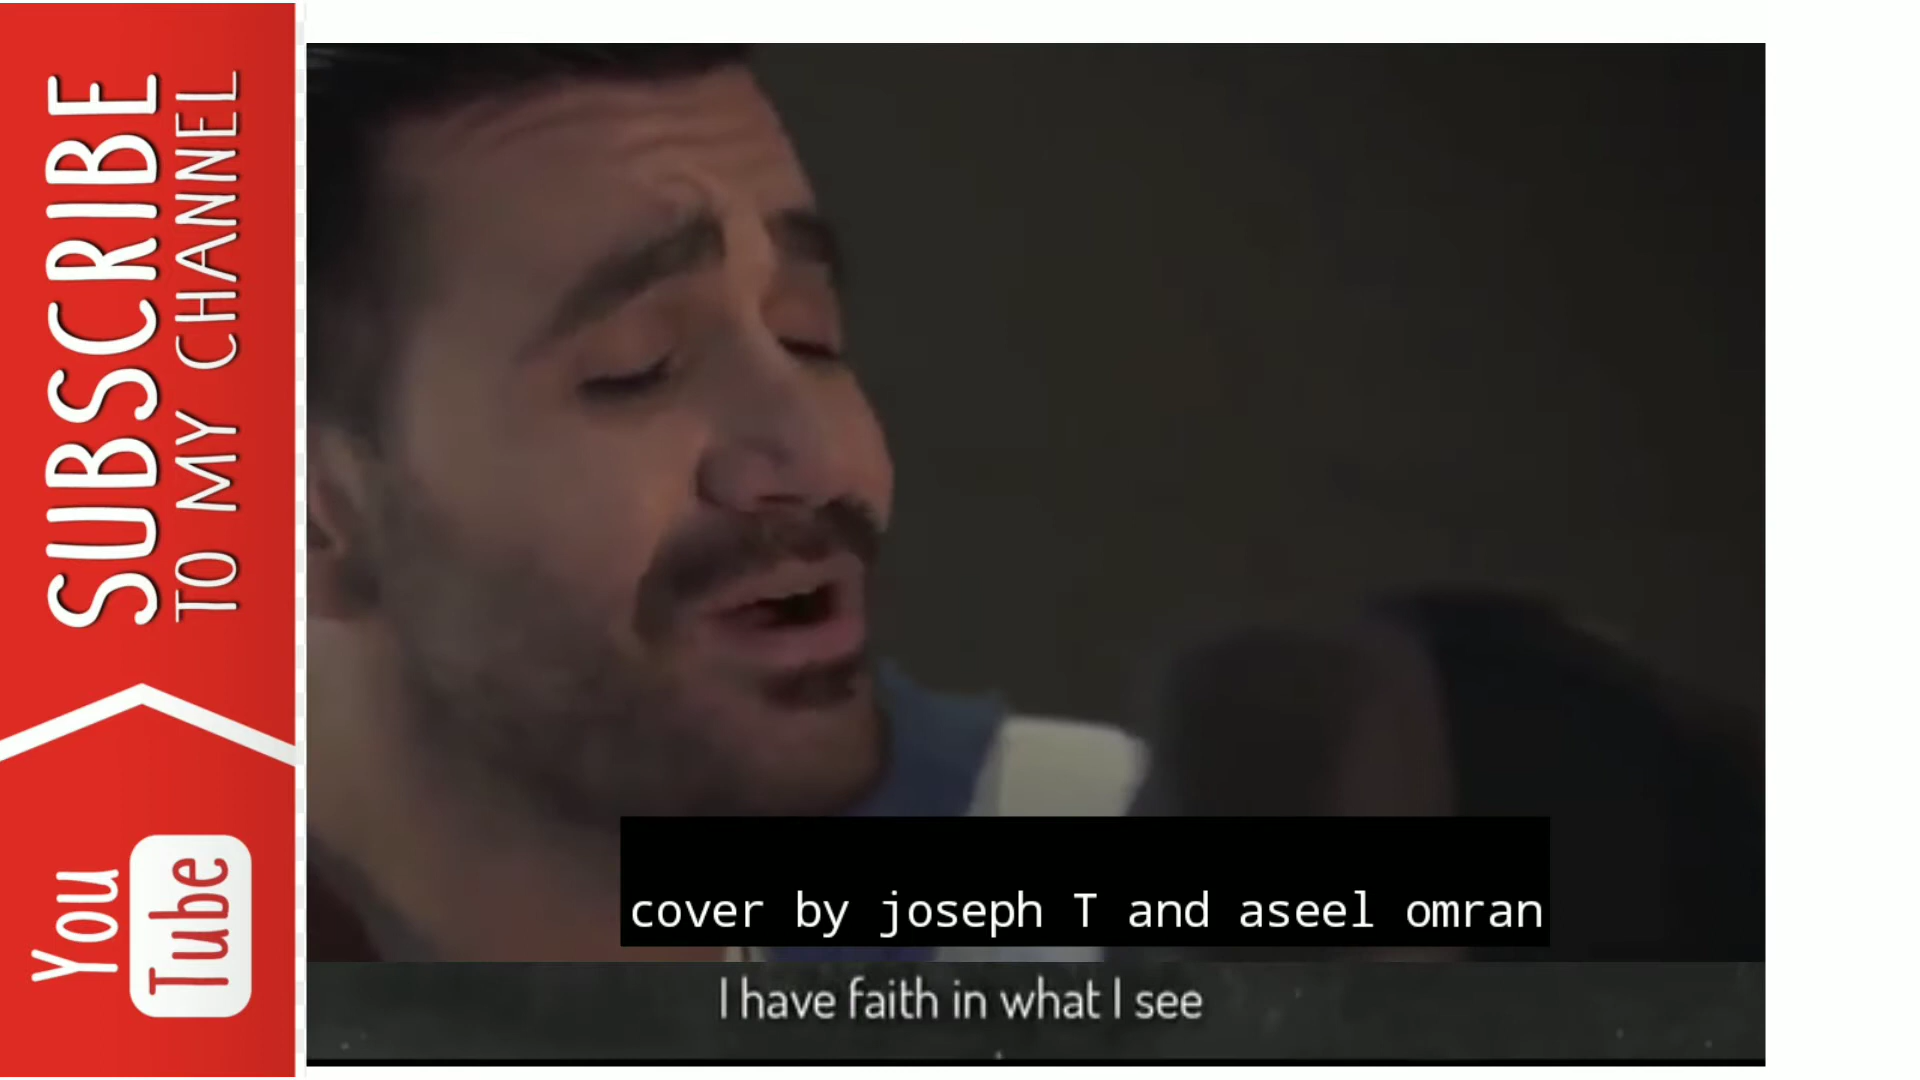 SUBSCRIBE
TO MY CHANNEL
You
Tube
cover by joseph T and aseel omran
I have faith in what I see